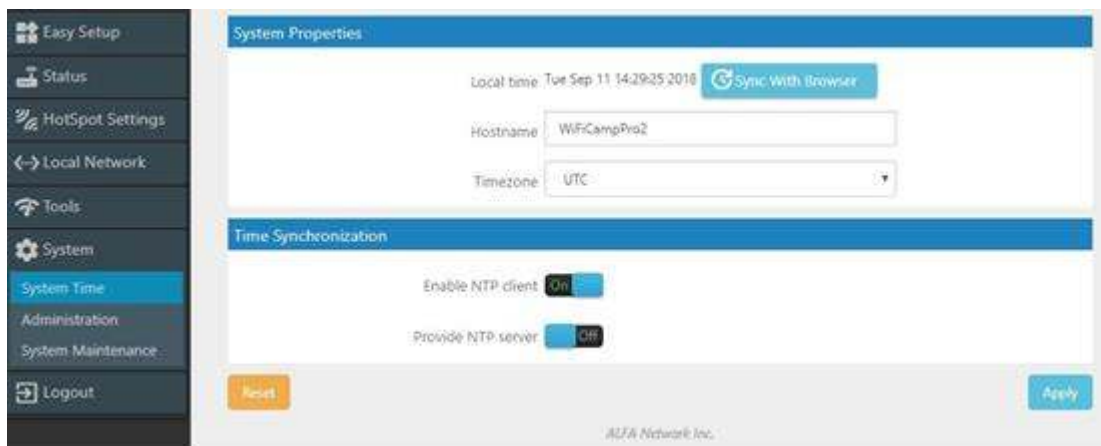 Easy Setup
Status
HotSpot Settings
Local Network
Tools
System
System Time
Administration
System Maintenance
Logout
System Properties
Local time Tue Sep 11 14:29:25 2018 Sync With Browser
Hostname WiFiCampPro2
Timezone UTC
Time Synchronization
Enable NTP client On
Provide NTP server Off
Reset Apply
ALFA Network Inc.